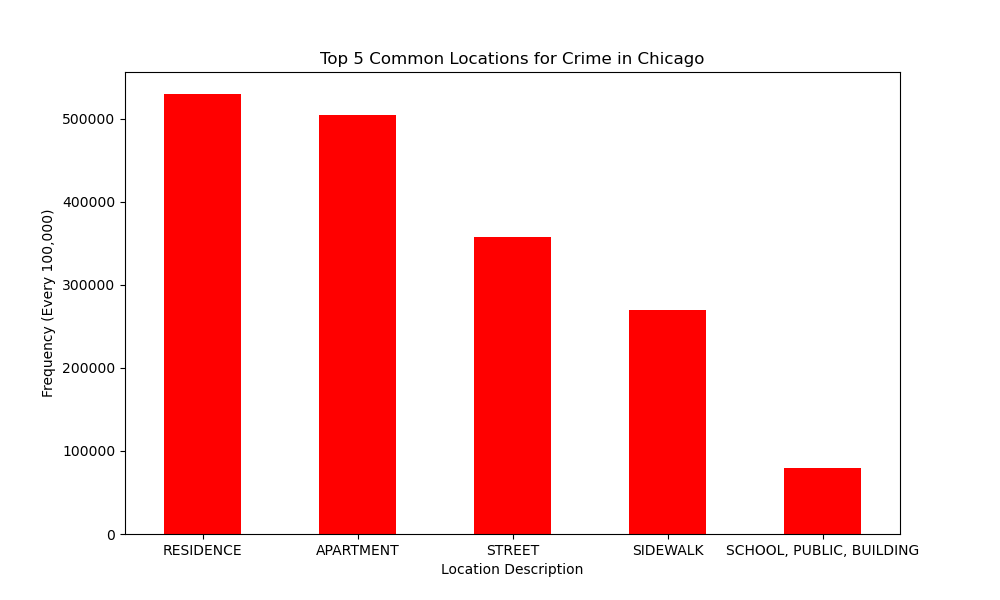 Top 5 Common Locations for Crime in Chicago
Frequency (Every 100,000)
500000
400000
300000
200000
100000
0
RESIDENCE
APARTMENT
STREET
SIDEWALK
SCHOOL, PUBLIC, BUILDING
Location Description